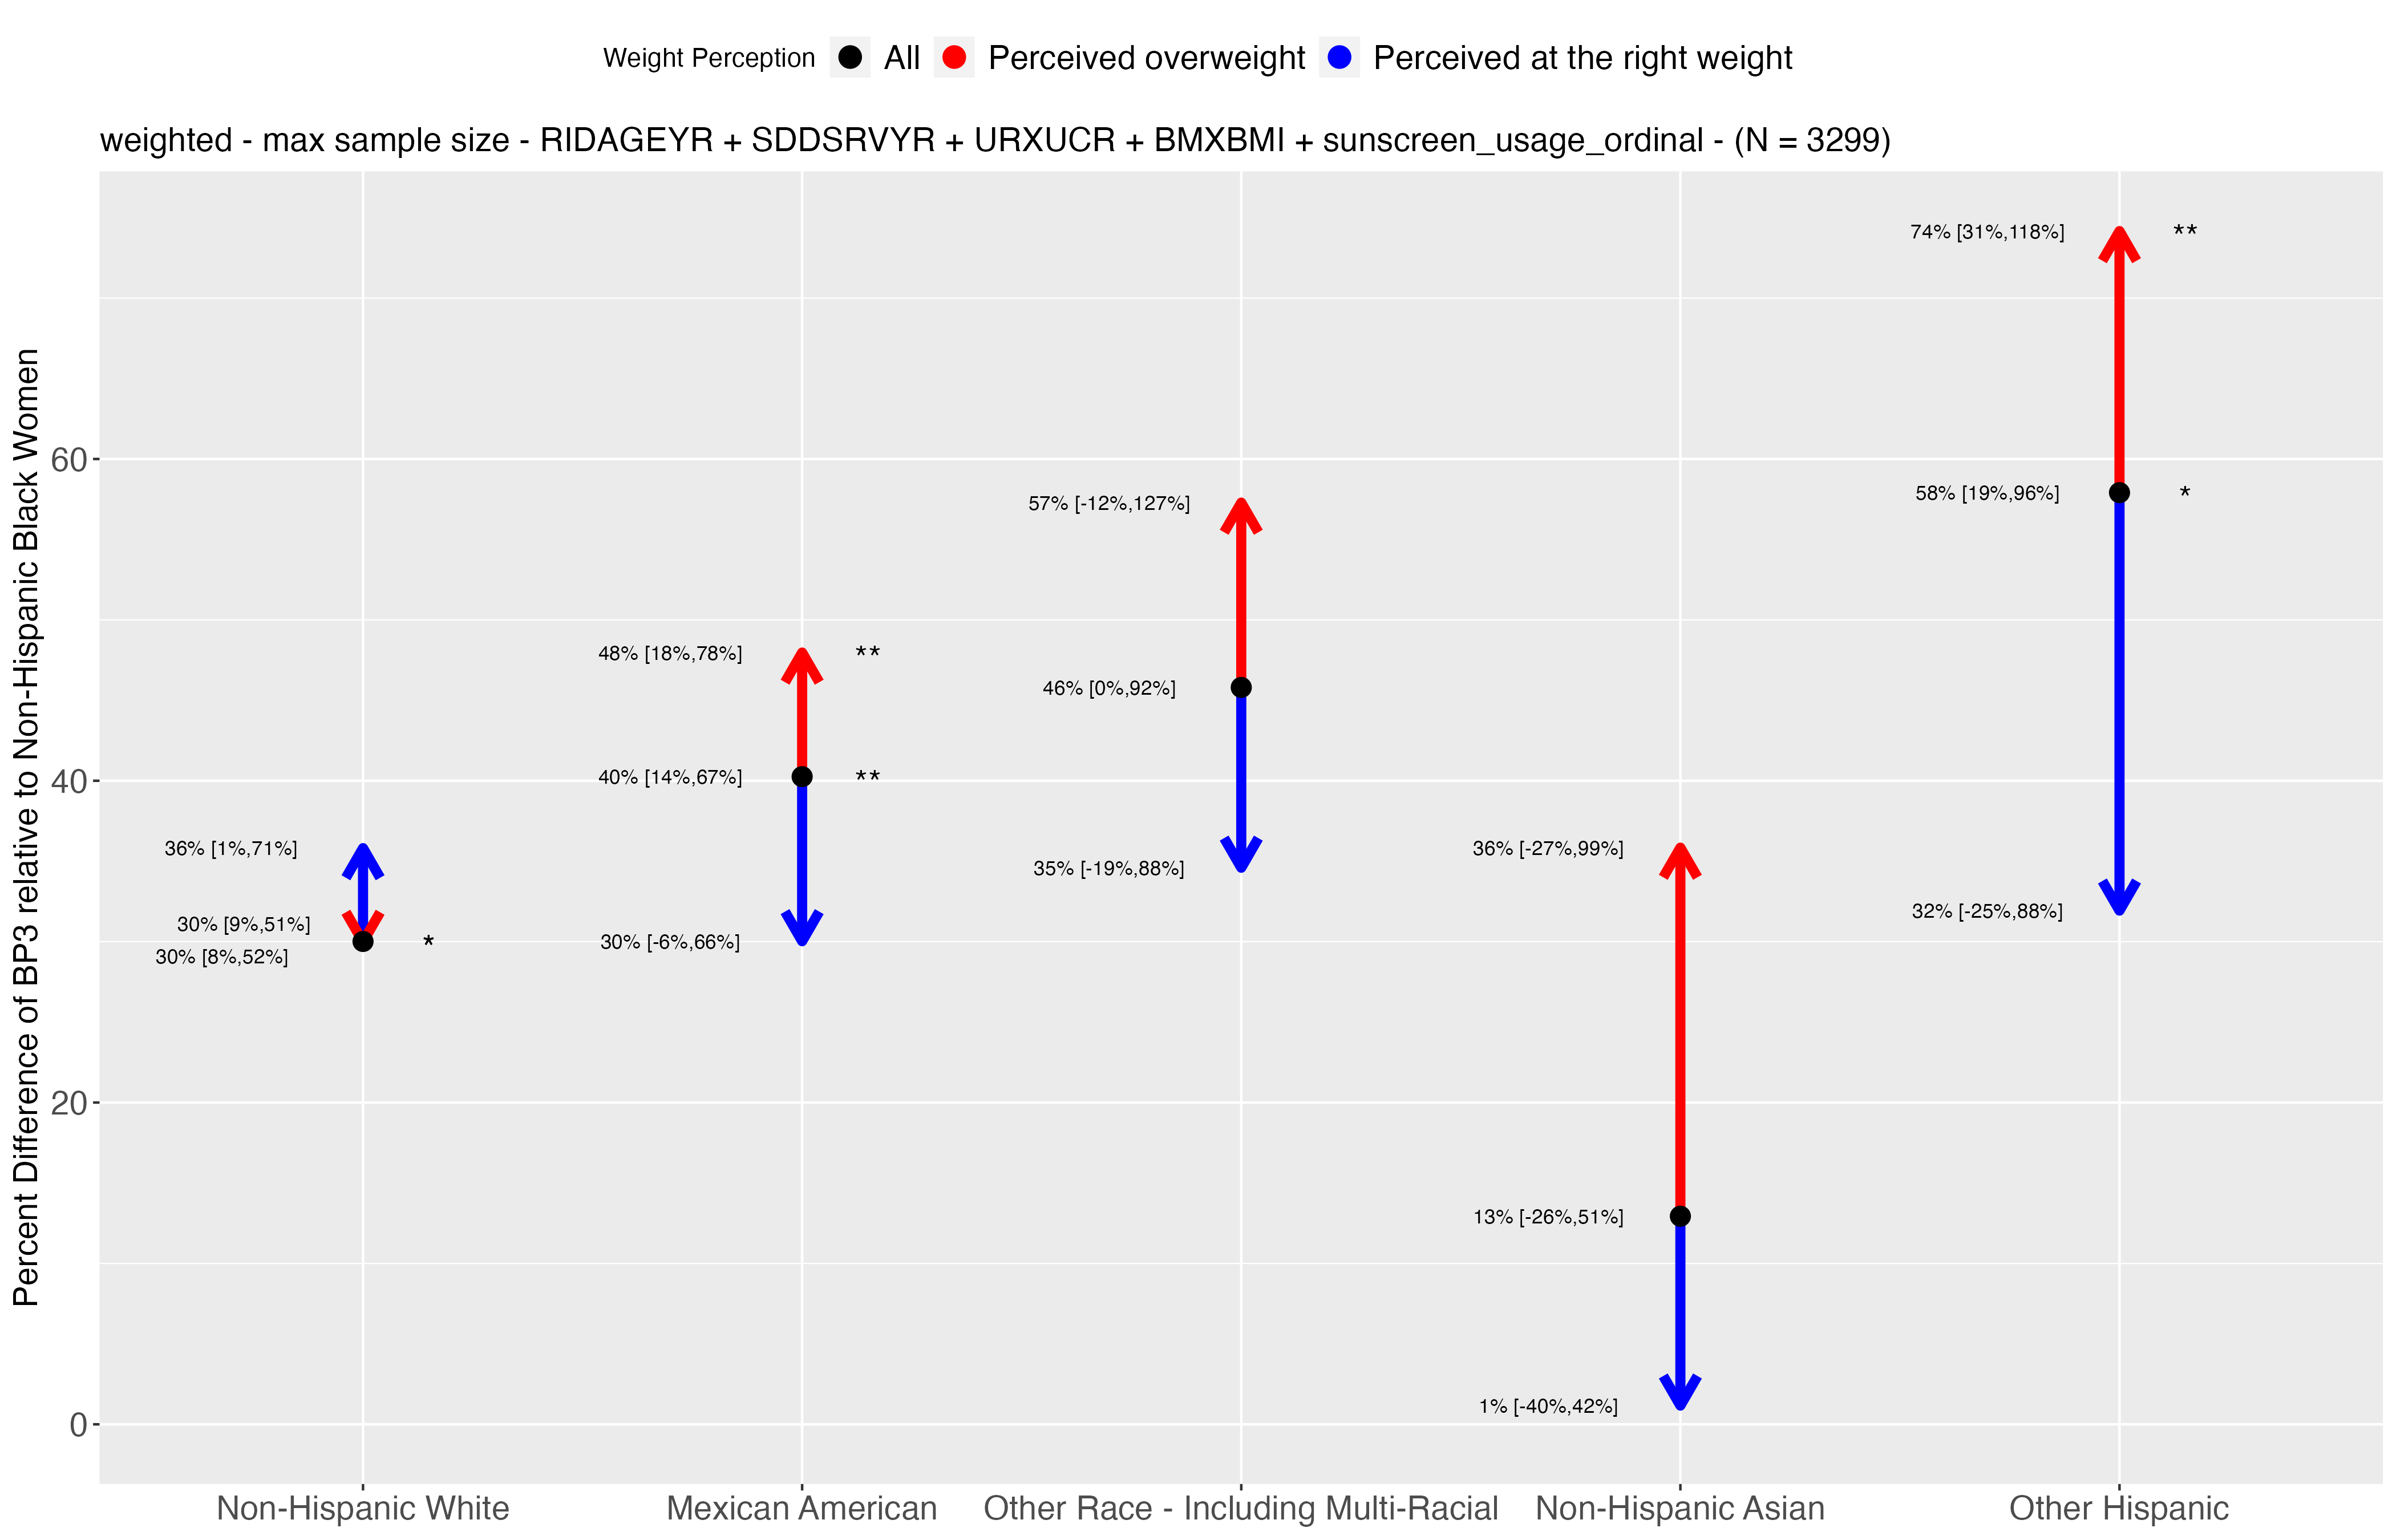 Weight Perception All Perceived overweight Perceived at the right weight
weighted - max sample size - RIDAGEYR + SDDSRVYR + URXUCR + BMXBMI + sunscreen_usage_ordinal - (N = 3299)
Percent Difference of BP3 relative to Non-Hispanic Black Women
60
40
20
0
36% [1%,71%]
30% [9%,51%]
*
30% [8%,52%]
48% [18%,78%] **
40% [14%,67%] **
30% [-6%,66%]
57% [-12%,127%]
46% [0%,92%]
35% [-19%,88%]
36% [-27%,99%]
13% [-26%,51%]
1% [-40%,42%]
74% [31%,118%] **
58% [19%,96%] *
32% [-25%,88%]
Non-Hispanic White Mexican American Other Race - Including Multi-Racial Non-Hispanic Asian Other Hispanic